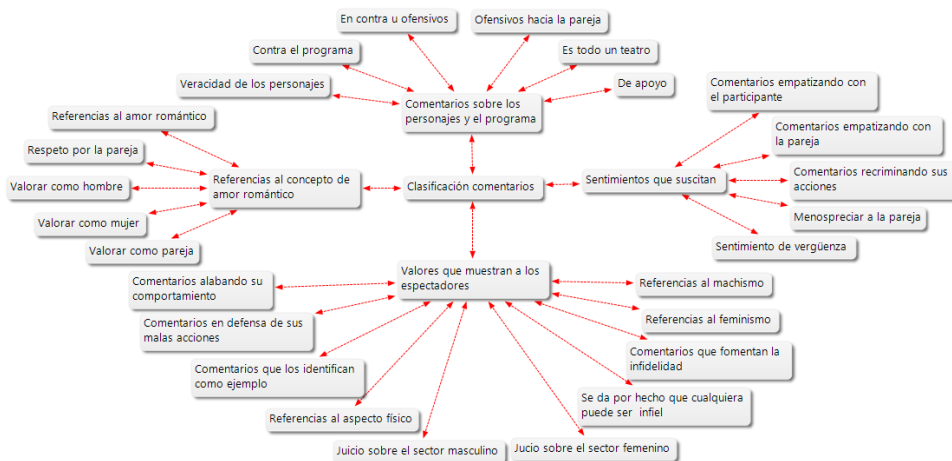 En contra u ofensivos
Ofensivos hacia la pareja
Contra el programa
Es todo un teatro
Veracidad de los personajes
De apoyo
Comentarios sobre los
personajes y el programa
Comentarios empatizando con
el participante
Referencias al amor romántico
Comentarios empatizando con
la pareja
Respeto por la pareja
Referencias al concepto de
amor romántico
Clasificación comentarios
Sentimientos que suscitan
Comentarios recriminando sus
acciones
Valorar como hombre
Menospreciar a la pareja
Valorar como mujer
Sentimiento de vergüenza
Valorar como pareja
Valores que muestran a los
espectadores
Comentarios alabando su
comportamiento
Referencias al machismo
Comentarios en defensa de sus
malas acciones
Referencias al feminismo
Comentarios que los identifican
como ejemplo
Comentarios que fomentan la
infidelidad
Se da por hecho que cualquiera
puede ser infiel
Referencias al aspecto físico
Juicio sobre el sector masculino
Jucio sobre el sector femenino